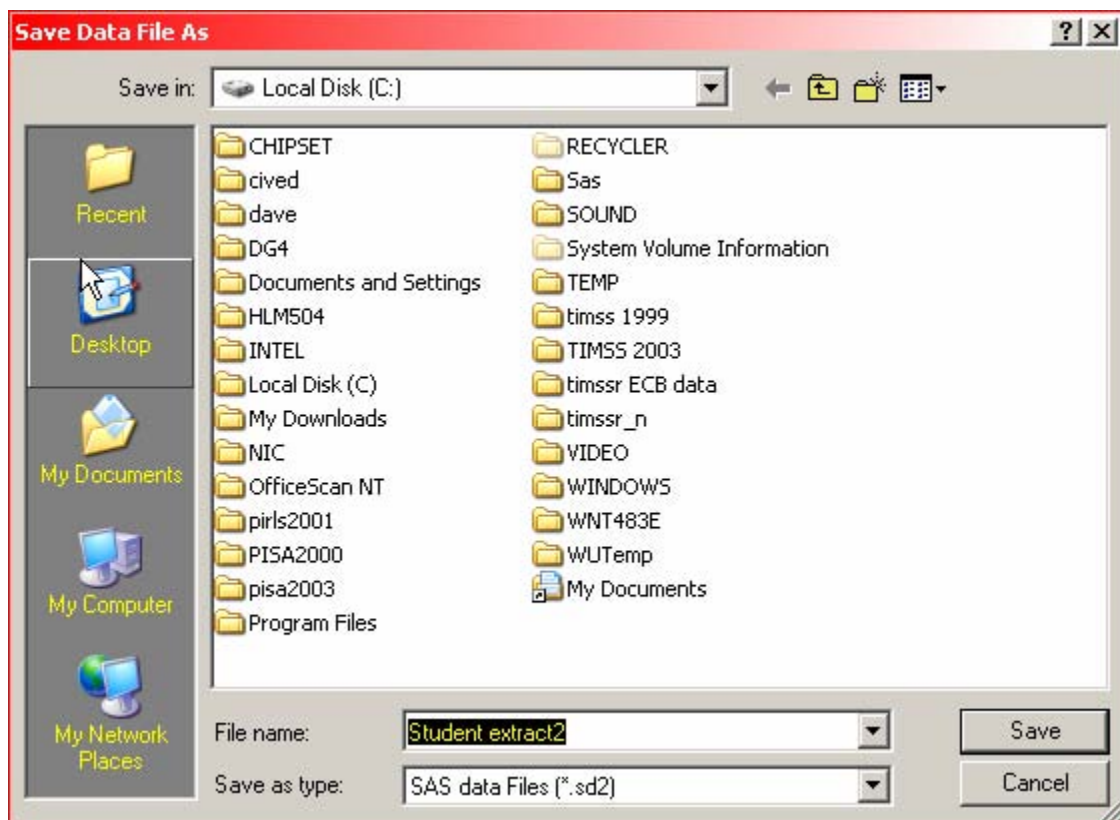 Save Data File As
Save in: Local Disk (C:)
Recent
Desktop
My Documents
My Computer
My Network
Places
CHIPSET
cived
dave
DG4
Documents and Settings
HLM504
INTEL
Local Disk (C)
My Downloads
NIC
OfficeScan NT
pirls2001
PISA2000
pisa2003
Program Files
RECYCLER
Sas
SOUND
System Volume Information
TEMP
timss 1999
TIMSS 2003
timssr ECB data
timssr_n
VIDEO
WINDOWS
WNT483E
WUTemp
My Documents
File name: Student extract2 Save
Save as type: SAS data Files (*.sd2) Cancel